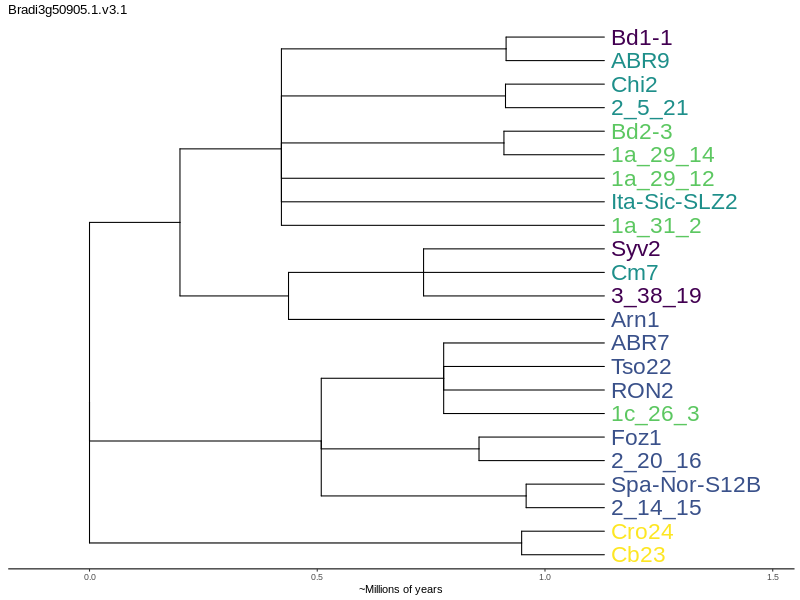 Bradi3g50905.1.v3.1
Bd1-1
ABR9
Chi2
2_5_21
Bd2-3
1a_29_14
1a_29_12
Ita-Sic-SLZ2
1a_31_2
Syv2
Cm7
3_38_19
Arn1
ABR7
Tso22
RON2
1c_26_3
Foz1
2_20_16
Spa-Nor-S12B
2_14_15
Cro24
Cb23
0.0 0.5 1.0 1.5
~Millions of years